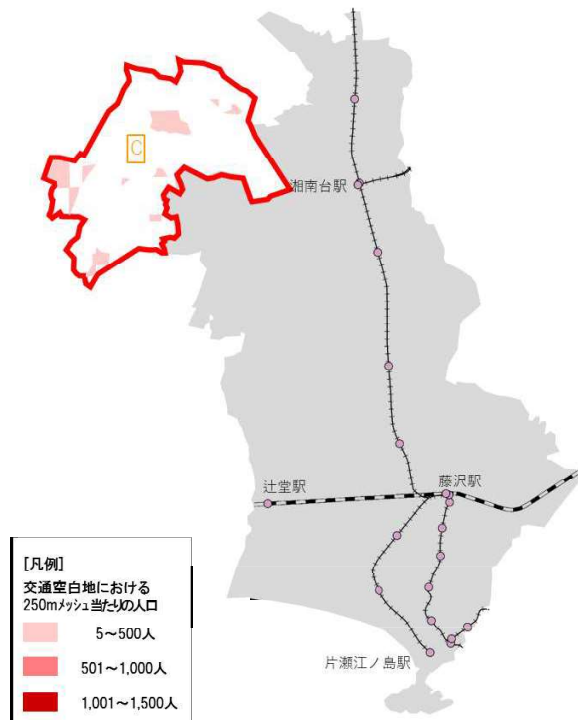 C
湘南台駅
辻堂駅
藤沢駅
片瀬江ノ島駅
[凡例]
交通空白地における
250mメッシュ当たりの人口
5～500人
501～1,000人
1,001～1,500人